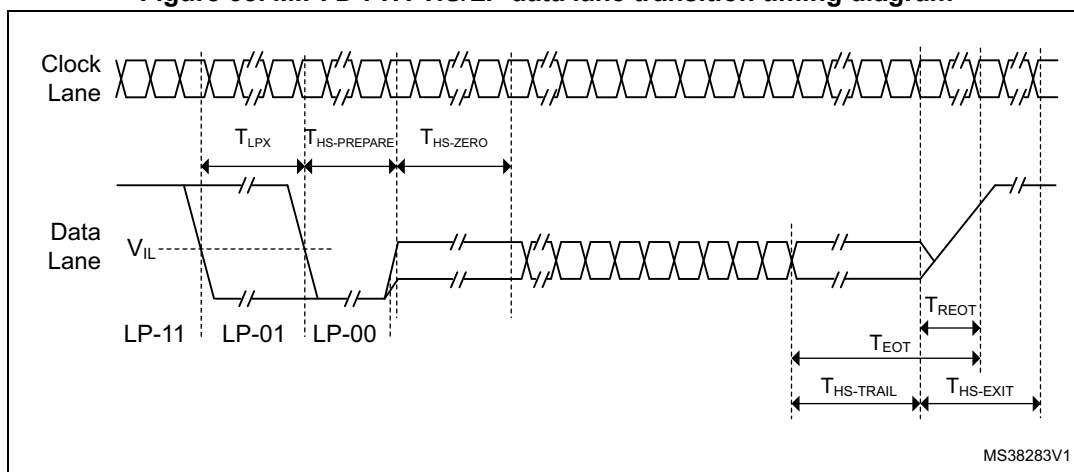 Clock
Lane
TLPX
THS-PREPARE
THS-ZERO
Data
Lane
VIL
LP-11
LP-01
LP-00
TREOT
TEOT
THS-TRAIL
THS-EXIT
MS38283V1